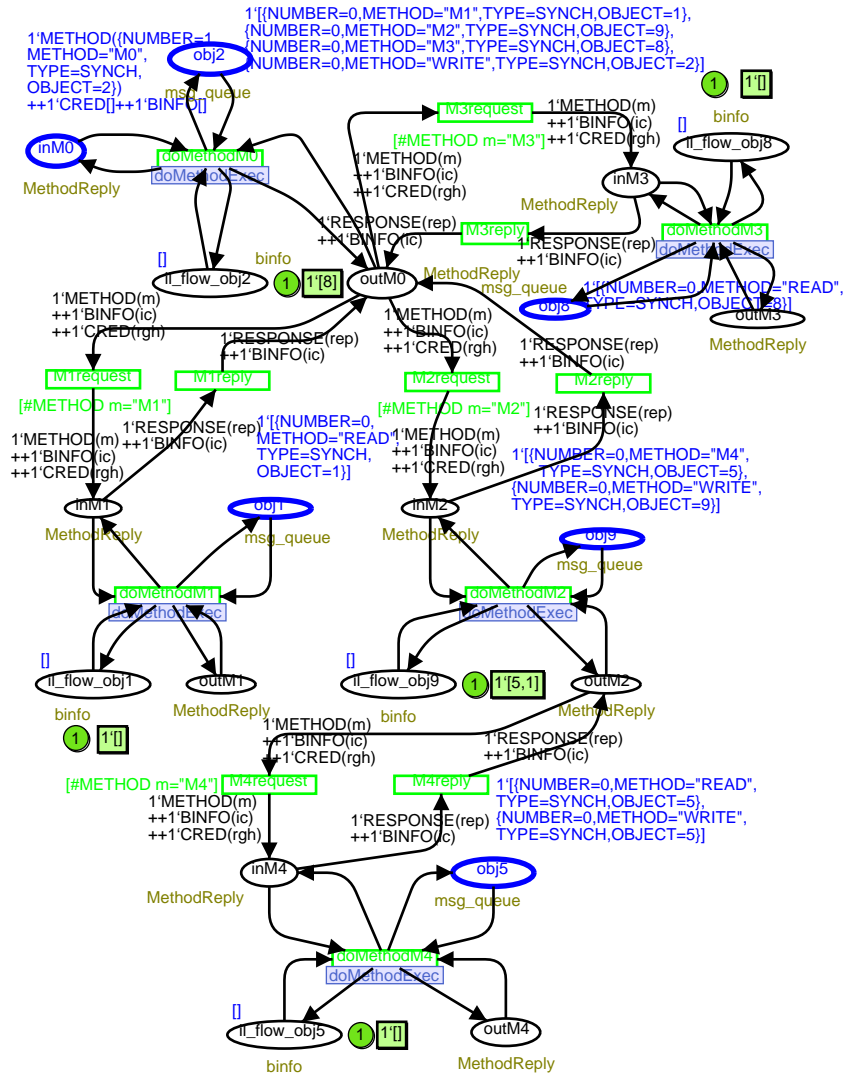 1‘METHOD({NUMBER=1,
METHOD="M0",
TYPE=SYNCH,
OBJECT=2})
++1‘CRED[]++1‘BINFO[]
obj2
msg_queue
1‘[{NUMBER=0,METHOD="M1",TYPE=SYNCH,OBJECT=1},
{NUMBER=0,METHOD="M2",TYPE=SYNCH,OBJECT=9},
{NUMBER=0,METHOD="M3",TYPE=SYNCH,OBJECT=8},
{NUMBER=0,METHOD="WRITE",TYPE=SYNCH,OBJECT=2}]
1
1‘[]
binfo
[]
il_flow_obj8
M3request
[#METHOD m="M3"]
1‘METHOD(m)
++1‘BINFO(ic)
++1‘CRED(rgh)
inM0
MethodReply
doMethodM0
doMethodExec
1‘METHOD(m)
++1‘BINFO(ic)
++1‘CRED(rgh)
inM3
MethodReply
1‘RESPONSE(rep)
++1‘BINFO(ic)
M3reply
doMethodM3
doMethodExec
1‘RESPONSE(rep)
++1‘BINFO(ic)
[]
il_flow_obj2
binfo
1
1‘[8]
outM0
MethodReply
msg_queue
obj8
1‘[{NUMBER=0,METHOD="READ",
TYPE=SYNCH,OBJECT=8}]
outM3
MethodReply
1‘METHOD(m)
++1‘BINFO(ic)
++1‘CRED(rgh)
1‘RESPONSE(rep)
++1‘BINFO(ic)
1‘METHOD(m)
++1‘BINFO(ic)
++1‘CRED(rgh)
1‘RESPONSE(rep)
++1‘BINFO(ic)
M1request
[#METHOD m="M1"]
M1reply
M2request
[#METHOD m="M2"]
M2reply
1‘METHOD(m)
++1‘BINFO(ic)
++1‘CRED(rgh)
1‘RESPONSE(rep)
++1‘BINFO(ic)
1‘[{NUMBER=0,
METHOD="READ",
TYPE=SYNCH,
OBJECT=1}]
1‘METHOD(m)
++1‘BINFO(ic)
++1‘CRED(rgh)
1‘RESPONSE(rep)
++1‘BINFO(ic)
1‘[{NUMBER=0,METHOD="M4",
TYPE=SYNCH,OBJECT=5},
{NUMBER=0,METHOD="WRITE",
TYPE=SYNCH,OBJECT=9}]
inM1
MethodReply
obj1
msg_queue
inM2
MethodReply
obj9
msg_queue
doMethodM1
doMethodExec
doMethodM2
doMethodExec
[]
il_flow_obj1
binfo
1
1‘[]
outM1
MethodReply
[]
il_flow_obj9
binfo
1
1‘[5,1]
outM2
MethodReply
1‘METHOD(m)
++1‘BINFO(ic)
++1‘CRED(rgh)
1‘RESPONSE(rep)
++1‘BINFO(ic)
[#METHOD m="M4"]
M4request
M4reply
1‘[{NUMBER=0,METHOD="READ",
TYPE=SYNCH,OBJECT=5},
{NUMBER=0,METHOD="WRITE",
TYPE=SYNCH,OBJECT=5}]
1‘METHOD(m)
++1‘BINFO(ic)
++1‘CRED(rgh)
1‘RESPONSE(rep)
++1‘BINFO(ic)
inM4
MethodReply
obj5
msg_queue
doMethodM4
doMethodExec
[]
il_flow_obj5
binfo
1
1‘[]
outM4
MethodReply